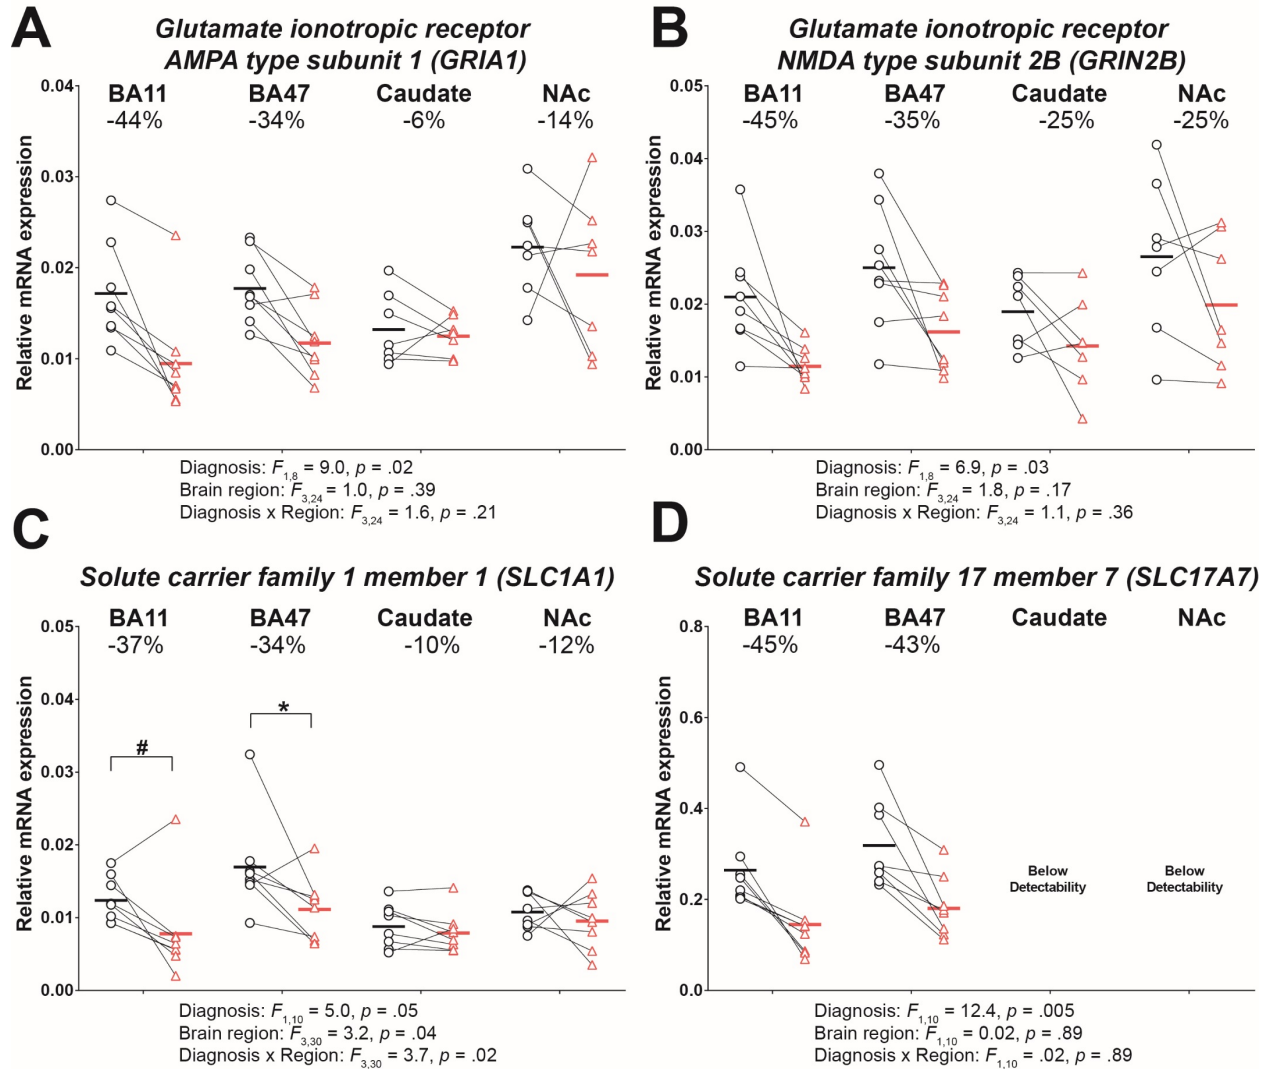 A
Glutamate ionotropic receptor
AMPA type subunit 1 (GRIA1)
BA11 BA47 Caudate NAc
-44% -34% -6% -14%
Relative mRNA expression
0.04
0.03
0.02
0.01
0.00
Diagnosis: F1,8 = 9.0, p = .02
Brain region: F3,24 = 1.0, p = .39
Diagnosis x Region: F3,24 = 1.6, p = .21
B
Glutamate ionotropic receptor
NMDA type subunit 2B (GRIN2B)
BA11 BA47 Caudate NAc
-45% -35% -25% -25%
Relative mRNA expression
0.05
0.04
0.03
0.02
0.01
0.00
Diagnosis: F1,8 = 6.9, p = .03
Brain region: F3,24 = 1.8, p = .17
Diagnosis x Region: F3,24 = 1.1, p = .36
C
Solute carrier family 1 member 1 (SLC1A1)
BA11 BA47 Caudate NAc
-37% -34% -10% -12%
Relative mRNA expression
0.05
0.04
0.03
0.02
0.01
0.00
# *
Diagnosis: F1,10 = 5.0, p = .05
Brain region: F3,30 = 3.2, p = .04
Diagnosis x Region: F3,30 = 3.7, p = .02
D
Solute carrier family 17 member 7 (SLC17A7)
BA11 BA47 Caudate NAc
-45% -43%
Relative mRNA expression
0.8
0.6
0.4
0.2
0.0
Below Below
Detectability Detectability
Diagnosis: F1,10 = 12.4, p = .005
Brain region: F1,10 = 0.02, p = .89
Diagnosis x Region: F1,10 = .02, p = .89